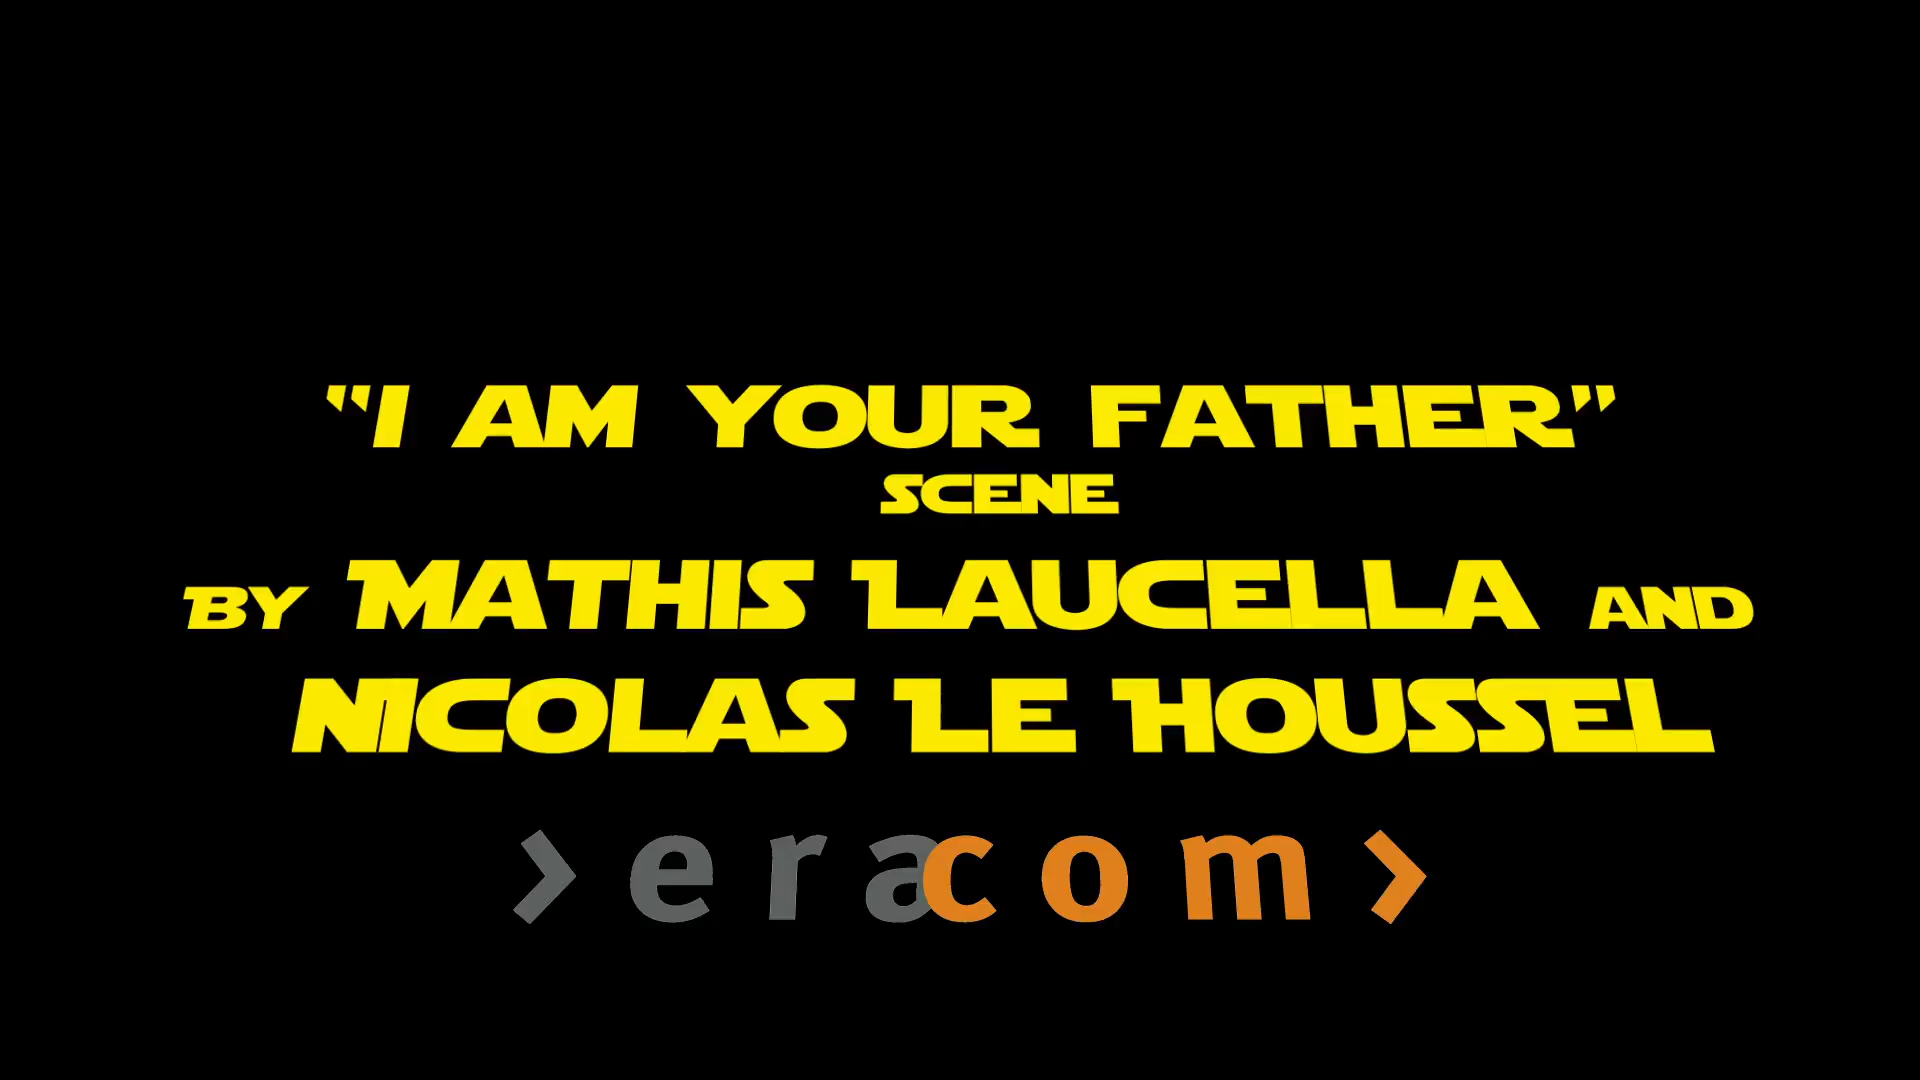 "I AM YOUR FATHER"
SCENE
BY MATHIS LAUCELLA AND
NICOLAS LE HOUSSEL
>eracom>